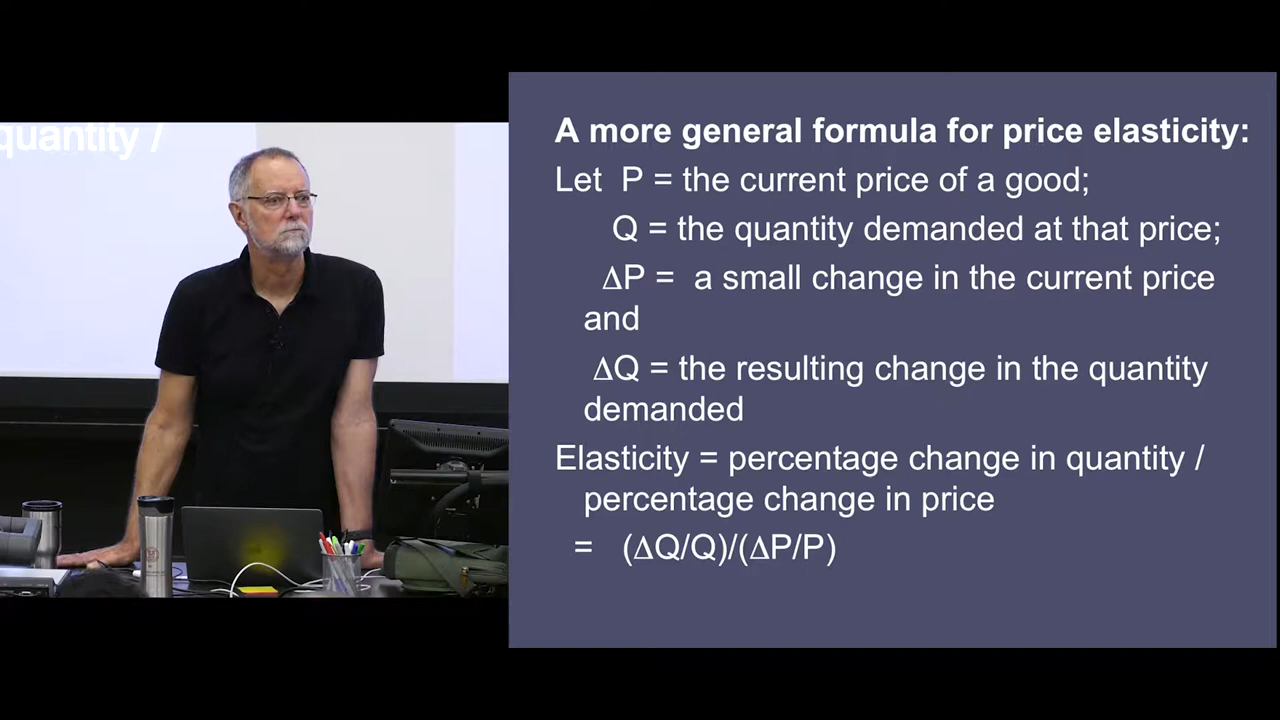 quantity /
A more general formula for price elasticity:
Let P = the current price of a good;
Q = the quantity demanded at that price;
ΔP = a small change in the current price
and
ΔQ = the resulting change in the quantity
demanded
Elasticity = percentage change in quantity /
percentage change in price
= (ΔQ/Q)/(ΔP/P)